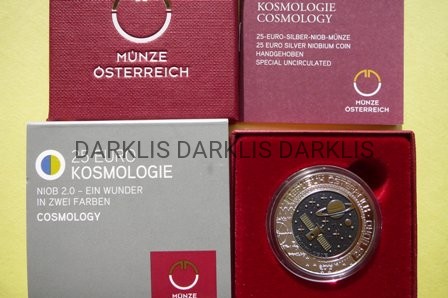 MÜNZE
ÖSTERREICH
KOSMOLOGIE
COSMOLOGY
25-EURO-SILBER-NIOB-MÜNZE
25 EURO SILVER NIOBIUM COIN
HANDGEHOBEN
SPECIAL UNCIRCULATED
MÜNZE
ÖSTERREICH
DARKLIS DARKLIS DARKLIS
25 EURO
KOSMOLOGIE
NIOB 2.0 – EIN WUNDER
IN ZWEI FARBEN
COSMOLOGY
MÜNZE
ÖSTERREICH